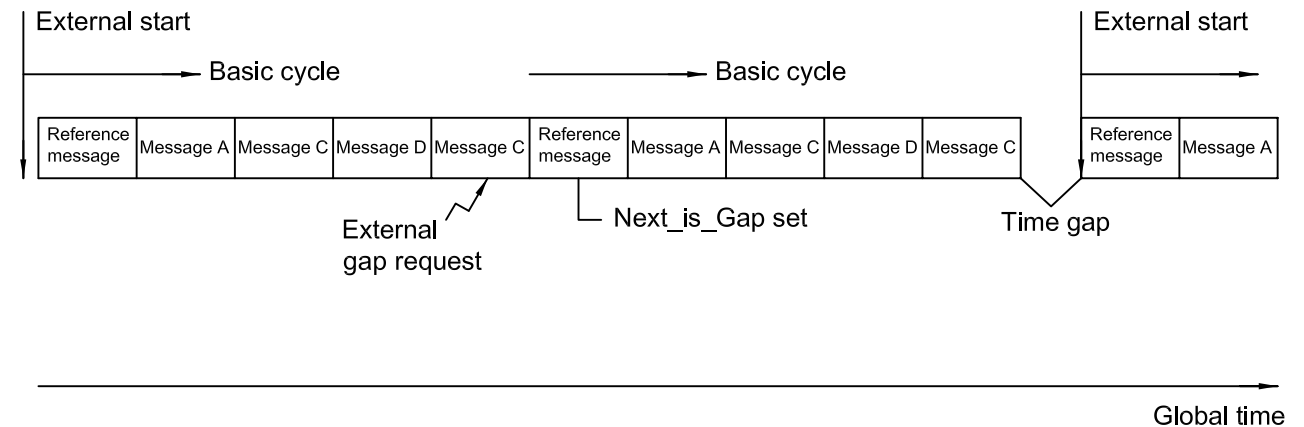 External start
External start
Basic cycle
Basic cycle
Reference
message
Message A
Message C
Message D
Message C
Reference
message
Message A
Message C
Message D
Message C
Reference
message
Message A
External
gap request
Next_is_Gap set
Time gap
Global time